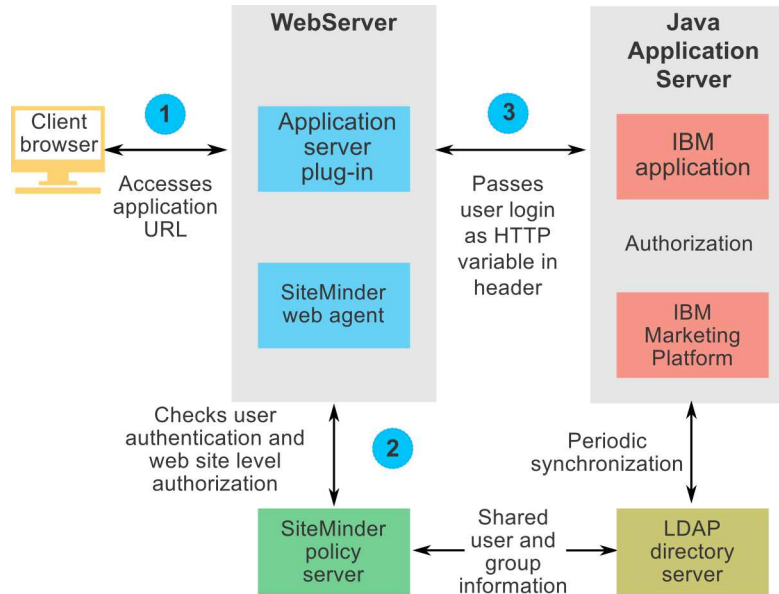 WebServer
Java
Application
Server
Client
browser
1
Accesses
application
URL
Application
server
plug-in
SiteMinder
web agent
3
Passes
user login
as HTTP
variable in
header
IBM
application
Authorization
IBM
Marketing
Platform
Checks user
authentication and
web site level
authorization
2
Periodic
synchronization
SiteMinder
policy
server
Shared
user and
group
information
LDAP
directory
server